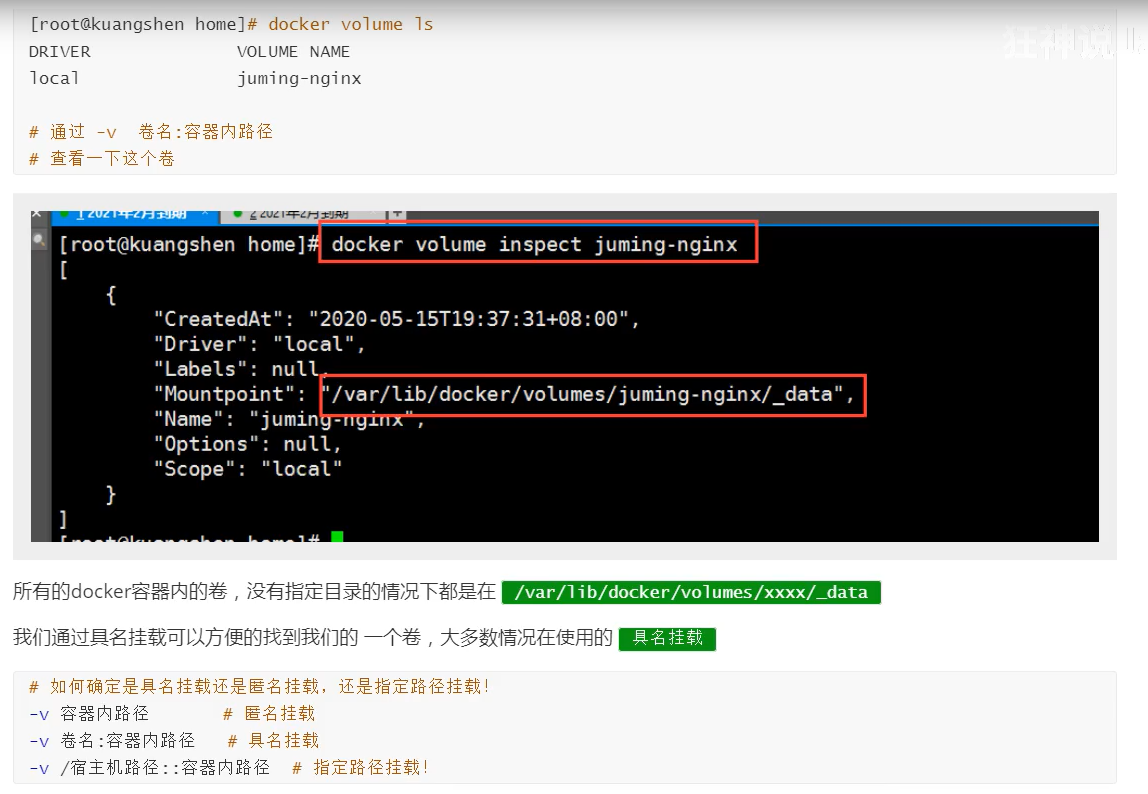 [root@kuangshen home]# docker volume ls
DRIVER VOLUME NAME
local juming-nginx
# 通过 -v 卷名:容器内路径
# 查看一下这个卷
狂神说
1 2021年2月到期 × 2 2021年2月到期 +
[root@kuangshen home]# docker volume inspect juming-nginx
[
{
"CreatedAt": "2020-05-15T19:37:31+08:00",
"Driver": "local",
"Labels": null,
"Mountpoint": "/var/lib/docker/volumes/juming-nginx/_data",
"Name": "juming-nginx",
"Options": null,
"Scope": "local"
}
]
[root@kuangshen home]#
所有的docker容器内的卷，没有指定目录的情况下都是在 /var/lib/docker/volumes/xxxx/_data
我们通过具名挂载可以方便的找到我们的 一个卷，大多数情况在使用的 具名挂载
# 如何确定是具名挂载还是匿名挂载，还是指定路径挂载！
-v 容器内路径 # 匿名挂载
-v 卷名:容器内路径 # 具名挂载
-v /宿主机路径::容器内路径 # 指定路径挂载！